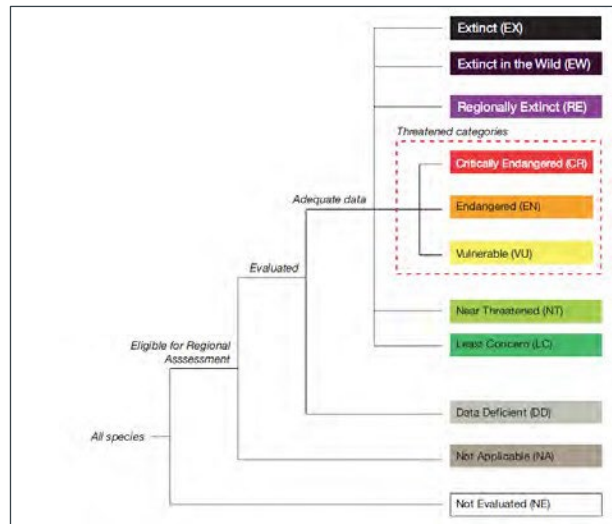 Extinct (EX)
Extinct in the Wild (EW)
Regionally Extinct (RE)
Threatened categories
Critically Endangered (CR)
Adequate data
Endangered (EN)
Vulnerable (VU)
Evaluated
Near Threatened (NT)
Eligible for Regional
Asssessment
Least Concern (LC)
Data Deficient (DD)
All species
Not Applicable (NA)
Not Evaluated (NE)